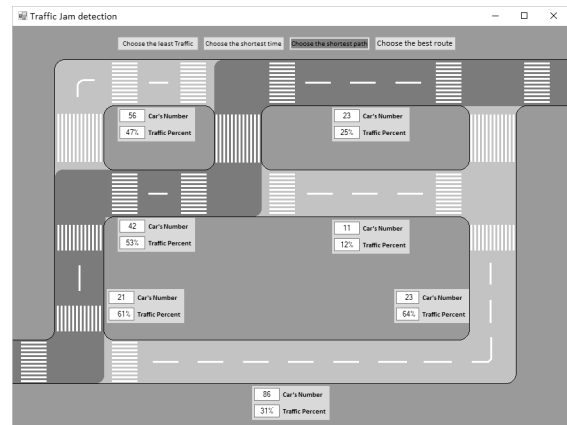 Traffic Jam detection
Choose the least Traffic Choose the shortest time Choose the shortest path Choose the best route
56 Car's Number
47% Traffic Percent
23 Car's Number
25% Traffic Percent
42 Car's Number
53% Traffic Percent
11 Car's Number
12% Traffic Percent
21 Car's Number
61% Traffic Percent
23 Car's Number
64% Traffic Percent
86 Car's Number
31% Traffic Percent